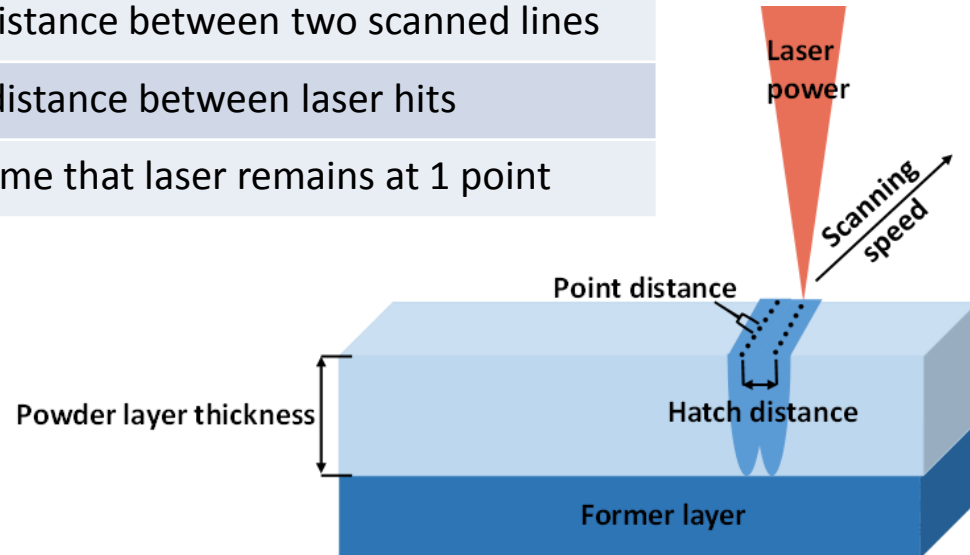 istance between two scanned lines
distance between laser hits
me that laser remains at 1 point
Laser
power
Scanning
speed
Point distance
Powder layer thickness
Hatch distance
Former layer